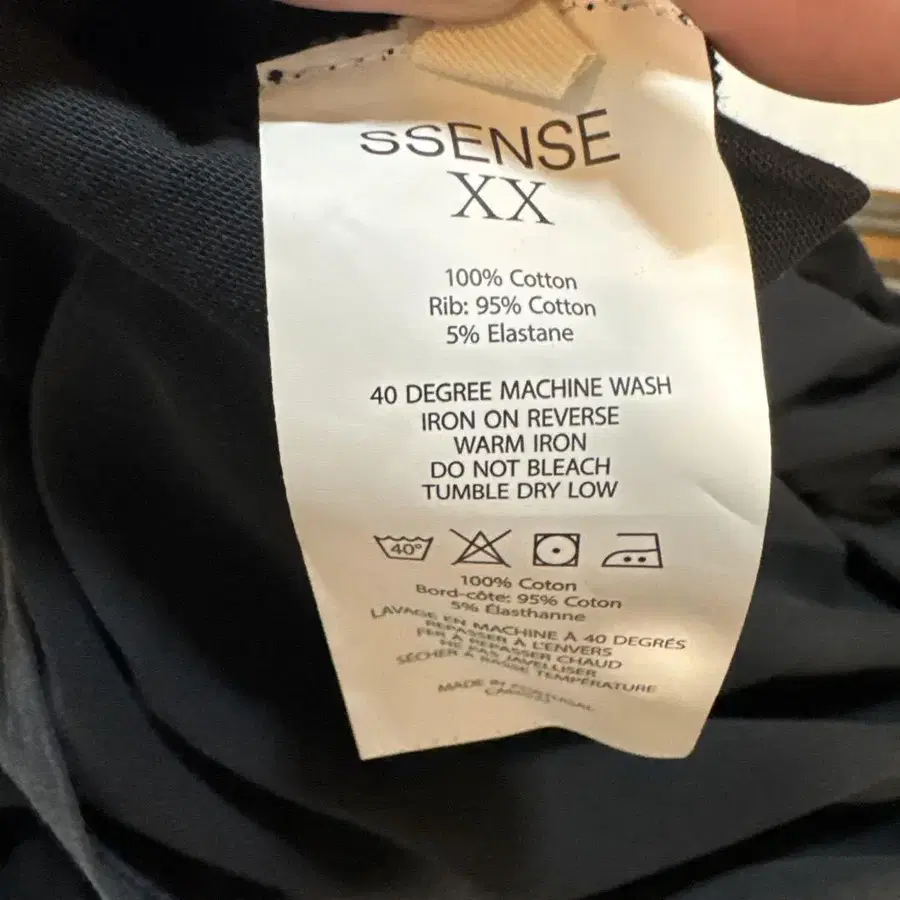 SSENSE
XX
100% Cotton
Rib: 95% Cotton
5% Elastane
40 DEGREE MACHINE WASH
IRON ON REVERSE
WARM IRON
DO NOT BLEACH
TUMBLE DRY LOW
40°
100% Coton
Bord-côte: 95% Coton
5% Élasthanne
LAVAGE EN MACHINE À 40 DEGRÉS
REPASSER À L'ENVERS
FER À REPASSER CHAUD
NE PAS JAVELLISER
SÉCHER À BASSE TEMPÉRATURE
MADE IN PORTUGAL